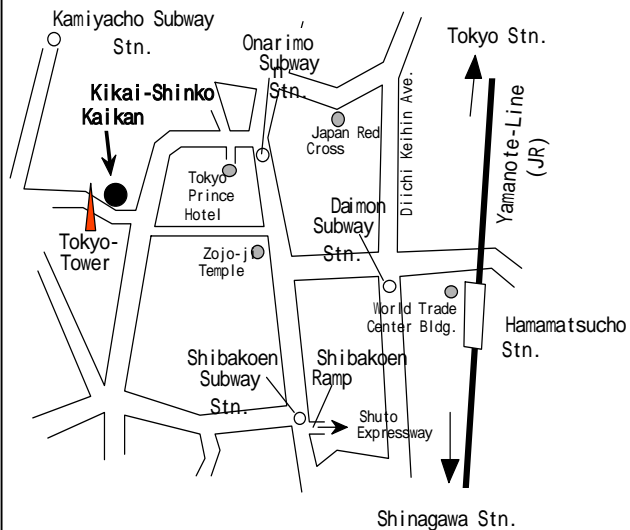 Kamiyacho Subway
Stn.
Onarimo
n
Subway
Stn.
Tokyo Stn.
Kikai-Shinko
Kaikan
Japan Red
Cross
Diichi Keihin Ave.
Yamanote-Line
(JR)
Tokyo
Prince
Hotel
Daimon
Subway
Stn.
Tokyo-
Tower
Zojo-ji
Temple
World Trade
Center Bldg.
Hamamatsucho
Stn.
Shibakoen
Subway
Stn.
Shibakoen
Ramp
Shuto
Expressway
Shinagawa Stn.